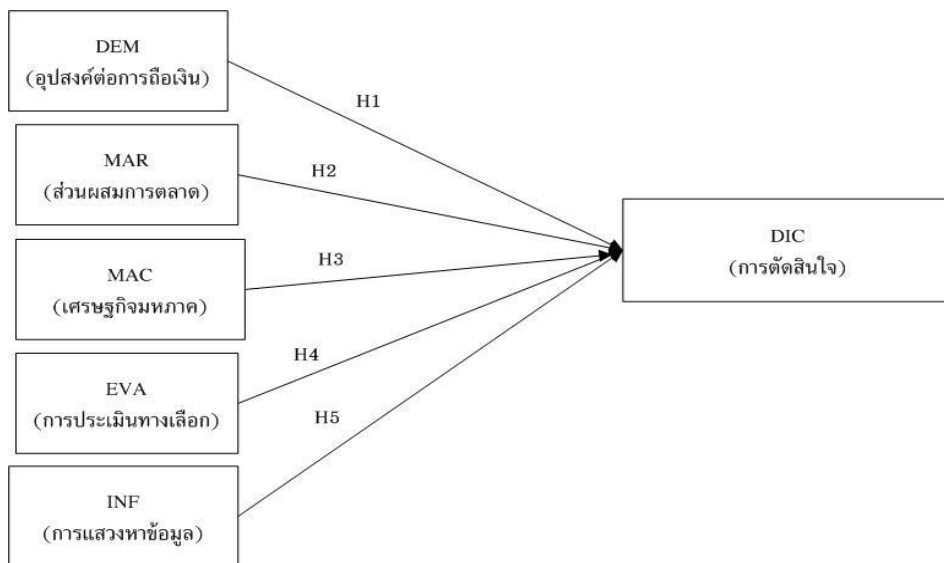 DEM
(อุปสงค์ต่อการถือเงิน)
H1
MAR
(ส่วนผสมการตลาด)
H2
DIC
(การตัดสินใจ)
MAC
(เศรษฐกิจมหภาค)
H3
EVA
(การประเมินทางเลือก)
H4
INF
(การแสวงหาข้อมูล)
H5